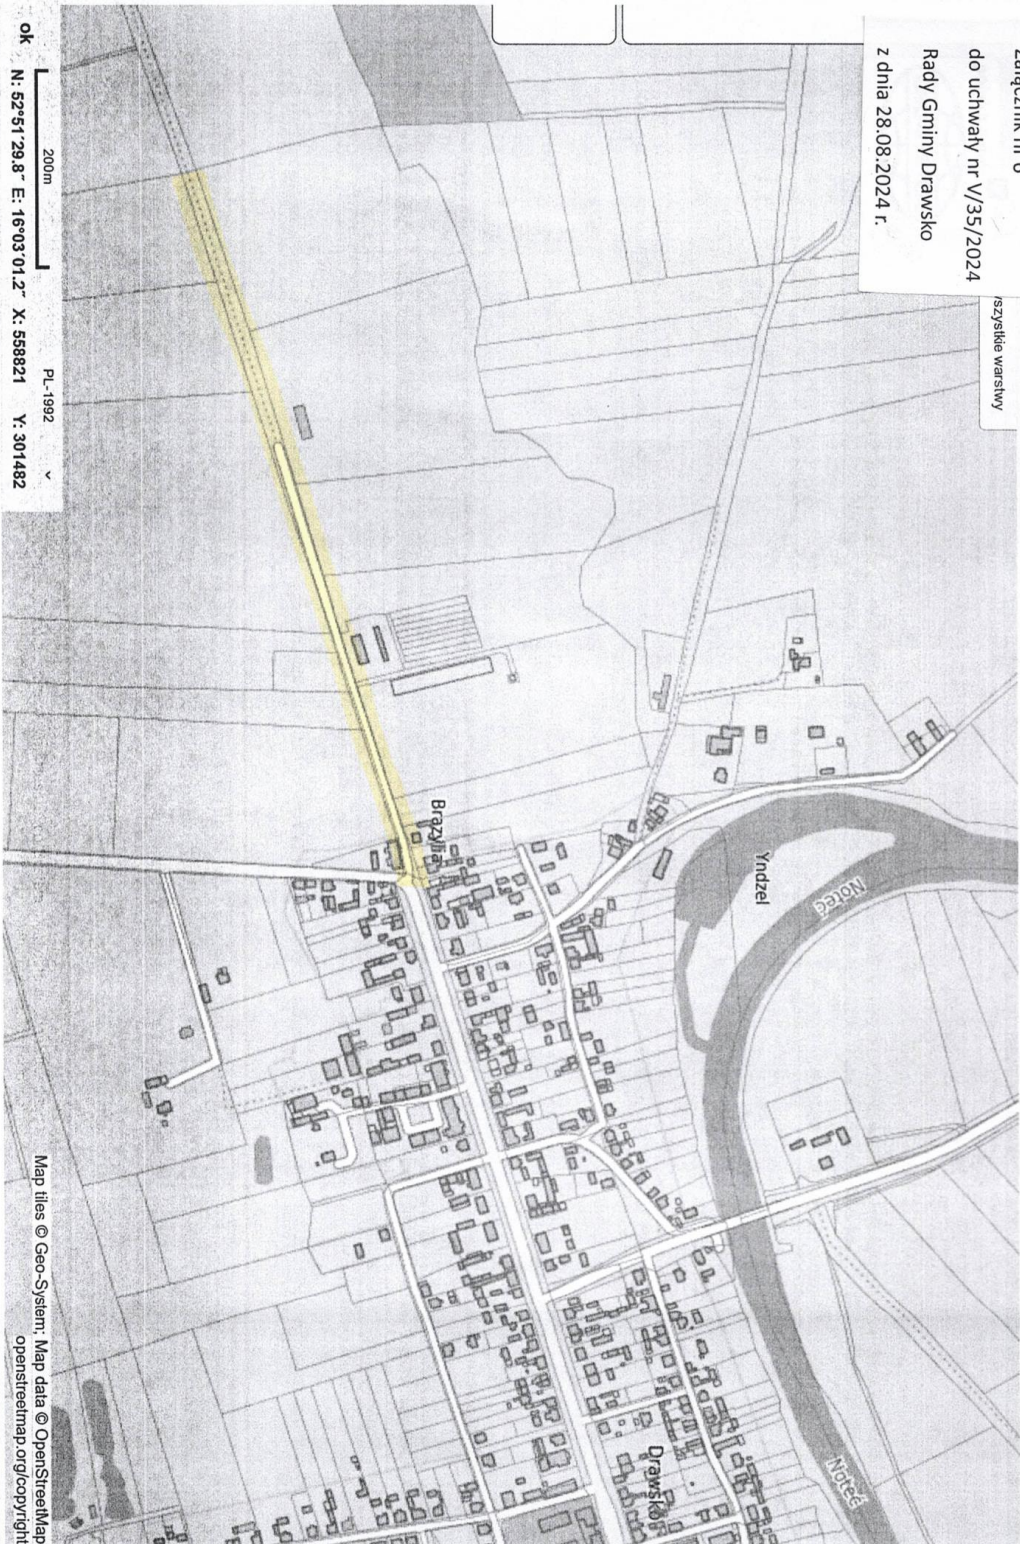 do uchwały nr V/35/2024
Rady Gminy Drawsko
z dnia 28.08.2024 r.
wszystkie warstwy
Yndzel
Noteć
Brazylia
Drawsko
Noteć
200m
PL-1992
ok
N: 52°51'29.8" E: 16°03'01.2" X: 558821 Y: 301482
Map tiles © Geo-System; Map data © OpenStreetMap
openstreetmap.org/copyright